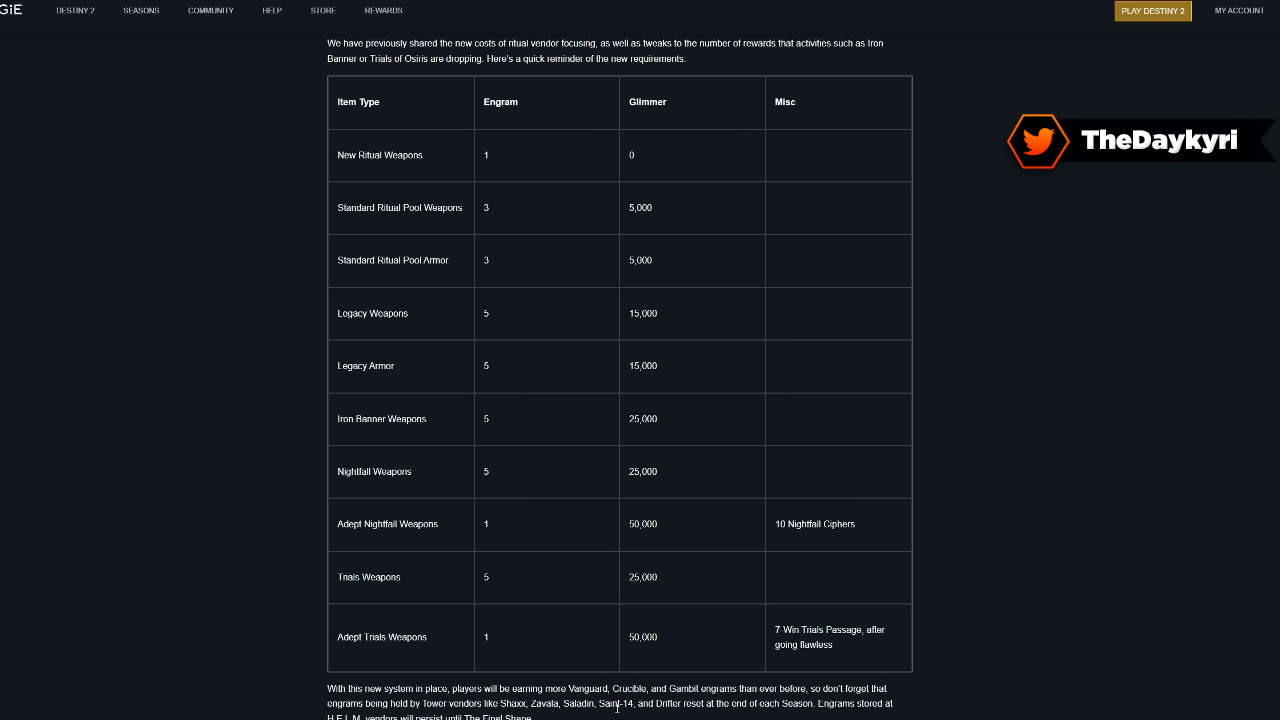 GiE DESTINY 2 SEASONS COMMUNITY HELP STORE REWARDS PLAY DESTINY 2 MY ACCOUNT
We have previously shared the new costs of ritual vendor focusing, as well as tweaks to the number of rewards that activities such as Iron
Banner or Trials of Osiris are dropping. Here's a quick reminder of the new requirements.
Item Type Engram Glimmer Misc
TheDaykyri
New Ritual Weapons 1 0
Standard Ritual Pool Weapons 3 5,000
Standard Ritual Pool Armor 3 5,000
Legacy Weapons 5 15,000
Legacy Armor 5 15,000
Iron Banner Weapons 5 25,000
Nightfall Weapons 5 25,000
Adept Nightfall Weapons 1 50,000 10 Nightfall Ciphers
Trials Weapons 5 25,000
Adept Trials Weapons 1 50,000 7 Win Trials Passage, after
going flawless
With this new system in place, players will be earning more Vanguard, Crucible, and Gambit engrams than ever before, so don't forget that
engrams being held by Tower vendors like Shaxx, Zavala, Saladin, Saint-14, and Drifter reset at the end of each Season. Engrams stored at
H.E.L.M. vendors will persist until The Final Shape.